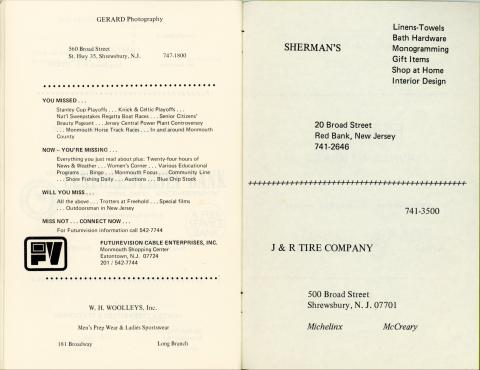 GERARD Photography
560 Broad Street
St. Hwy 35, Shrewsbury, N.J. 747-1800
YOU MISSED . . .
Stanley Cup Playoffs . . . Knick & Celtic Playoffs . . .
Nat'l Sweepstakes Regatta Boat Races . . . Senior Citizens'
Beauty Pageant . . . Jersey Central Power Plant Controversy
. . . Monmouth Horse Track Races . . . In and around Monmouth
County
NOW – YOU'RE MISSING . . .
Everything you just read about plus: Twenty-four hours of
News & Weather . . . Women's Corner . . . Various Educational
Programs . . . Bingo . . . Monmouth Focus . . . Community Line
. . . Shore Fishing Daily . . . Auctions . . . Blue Chip Stock
WILL YOU MISS . . .
All the above . . . Trotters at Freehold . . . Special films
. . . Outdoorsman in New Jersey
MISS NOT . . . CONNECT NOW . . .
For Futurevision information call 542-7744
FV
FUTUREVISION CABLE ENTERPRISES, INC.
Monmouth Shopping Center
Eatontown, N.J. 07724
201 / 542-7744
W. H. WOOLLEYS, Inc.
Men's Prep Wear & Ladies Sportswear
161 Broadway Long Branch
SHERMAN'S
Linens-Towels
Bath Hardware
Monogramming
Gift Items
Shop at Home
Interior Design
20 Broad Street
Red Bank, New Jersey
741-2646
741-3500
J & R TIRE COMPANY
500 Broad Street
Shrewsbury, N. J. 07701
Michelinx McCreary